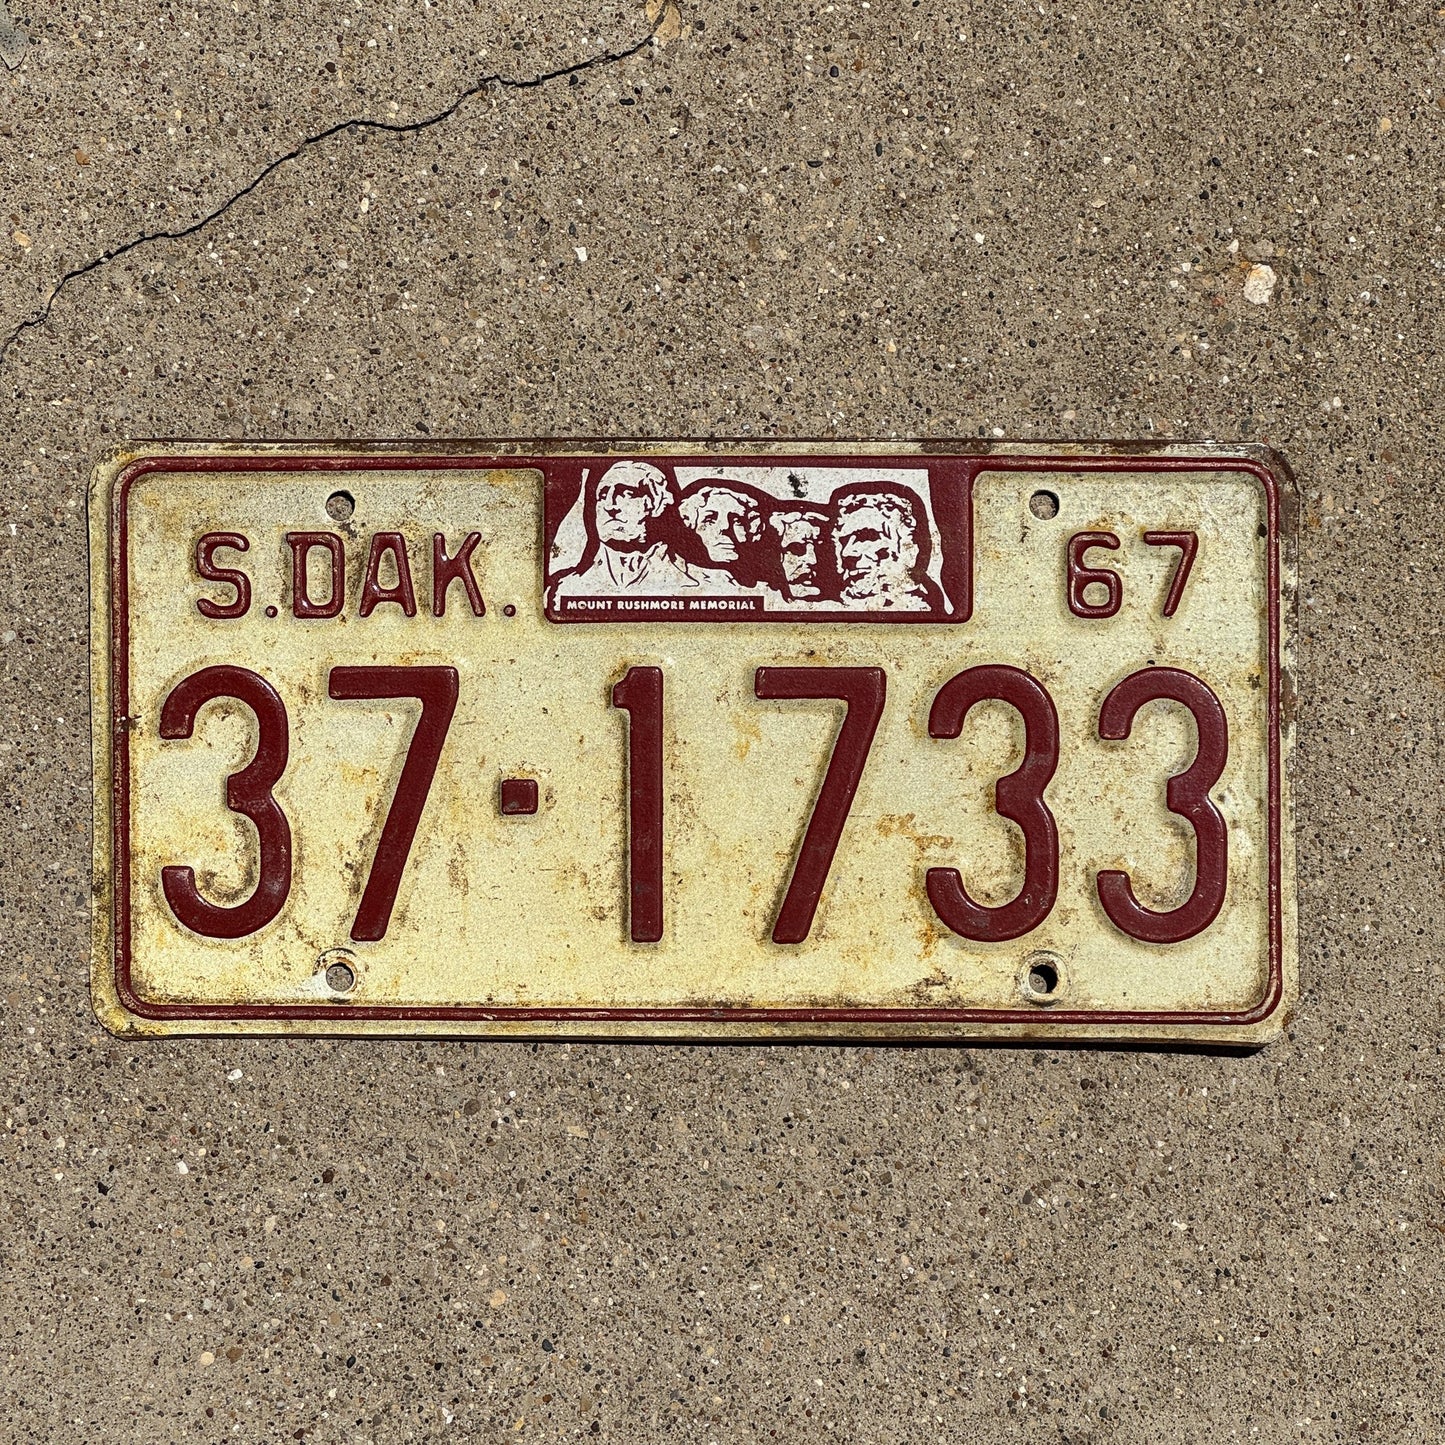 S.DAK. 67
MOUNT RUSHMORE MEMORIAL
37-1733